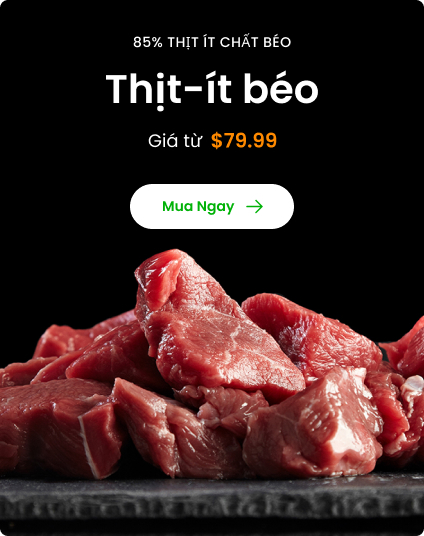 85% THỊT ÍT CHẤT BÉO
Thịt-ít béo
Giá từ $79.99
Mua Ngay